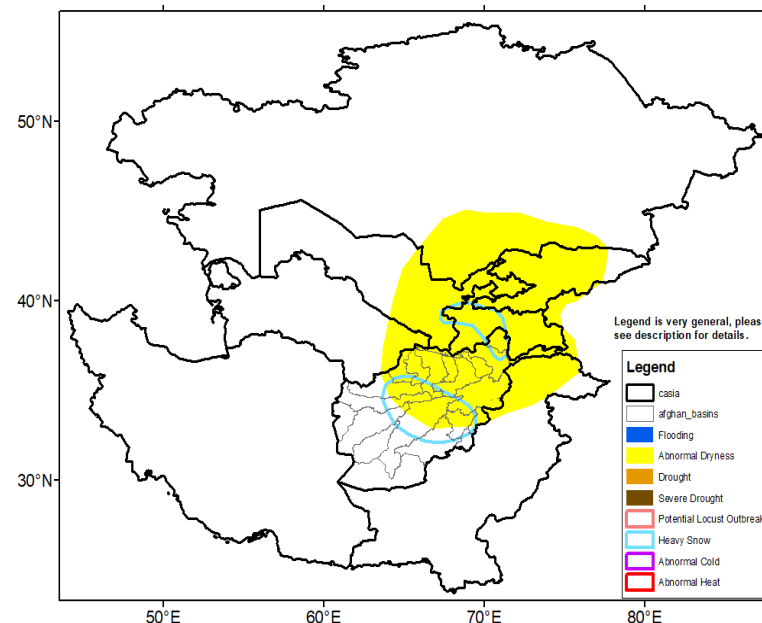 50°N
40°N
30°N
50°E
60°E
70°E
80°E
Legend is very general, pleas
see description for details.
Legend
casia
afghan_basins
Flooding
Abnormal Dryness
Drought
Severe Drought
Potential Locust Outbreak
Heavy Snow
Abnormal Cold
Abnormal Heat